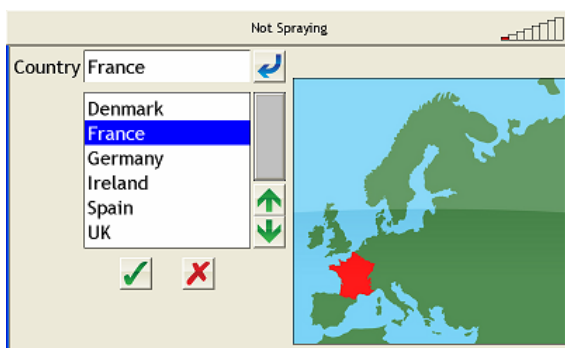 Not Spraying
Country France
Denmark
France
Germany
Ireland
Spain
UK